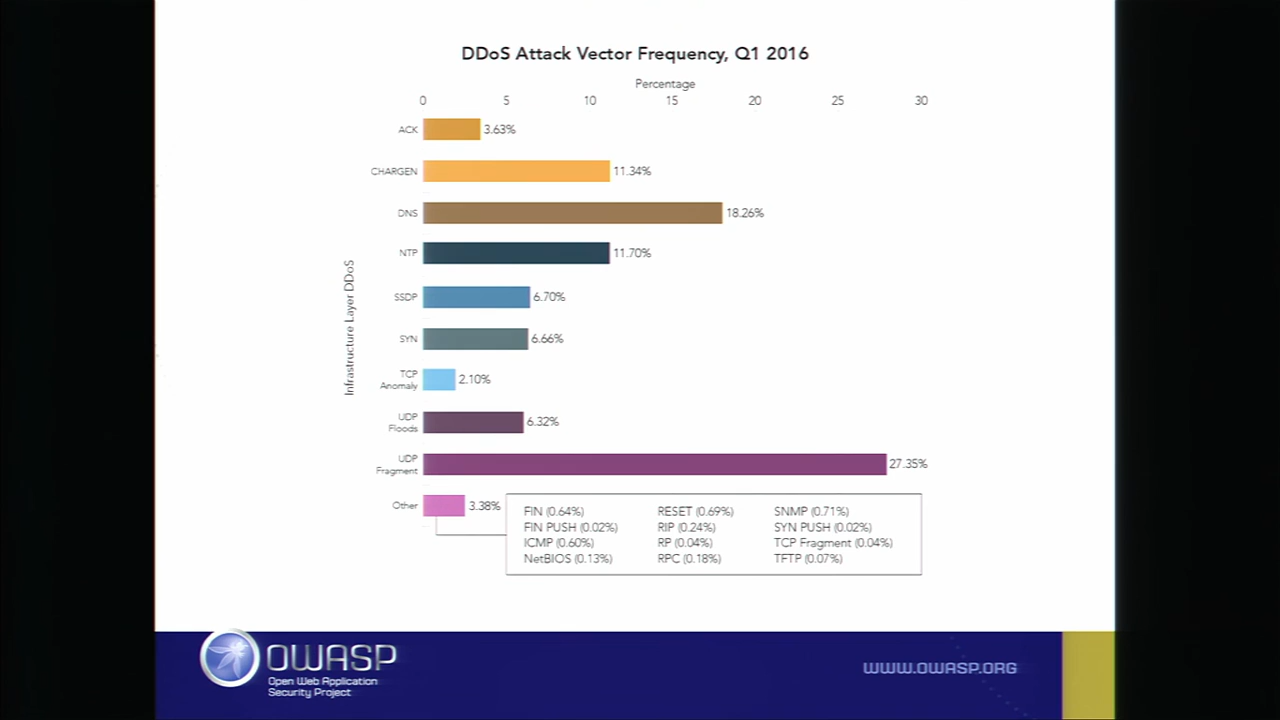 DDoS Attack Vector Frequency, Q1 2016
Percentage
0 5 10 15 20 25 30
Infrastructure Layer DDoS
ACK 3.63%
CHARGEN 11.34%
DNS 18.26%
NTP 11.70%
SSDP 6.70%
SYN 6.66%
TCP
Anomaly 2.10%
UDP
Floods 6.32%
UDP
Fragment 27.35%
Other 3.38%
FIN (0.64%) RESET (0.69%) SNMP (0.71%)
FIN PUSH (0.02%) RIP (0.24%) SYN PUSH (0.02%)
ICMP (0.60%) RP (0.04%) TCP Fragment (0.04%)
NetBIOS (0.13%) RPC (0.18%) TFTP (0.07%)
OWASP
Open Web Application
Security Project
WWW.OWASP.ORG